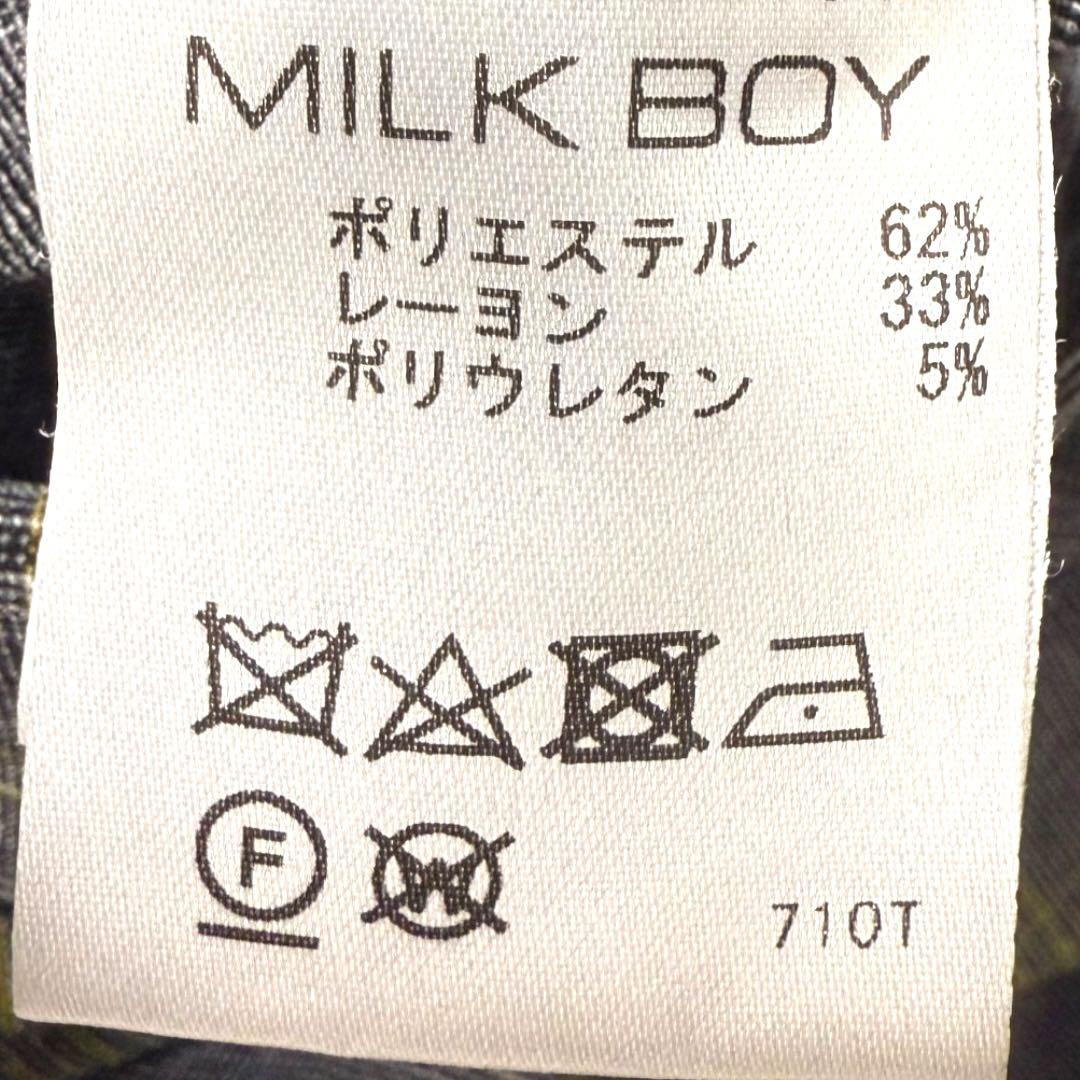 MILK BOY
ポリエステル 62%
レーヨン 33%
ポリウレタン 5%
F
W
710T